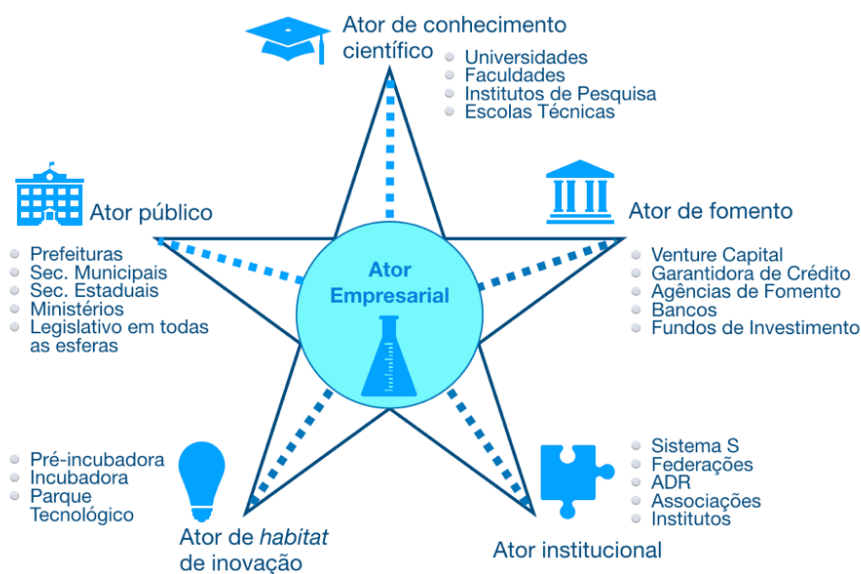 Ator de conhecimento
científico
Universidades
Faculdades
Institutos de Pesquisa
Escolas Técnicas
Ator público
Prefeituras
Sec. Municipais
Sec. Estaduais
Ministérios
Legislativo em todas
as esferas
Ator de fomento
Venture Capital
Garantidora de Crédito
Agências de Fomento
Bancos
Fundos de Investimento
Ator
Empresarial
Pré-incubadora
Incubadora
Parque
Tecnológico
Ator de habitat
de inovação
Sistema S
Federações
ADR
Associações
Institutos
Ator institucional